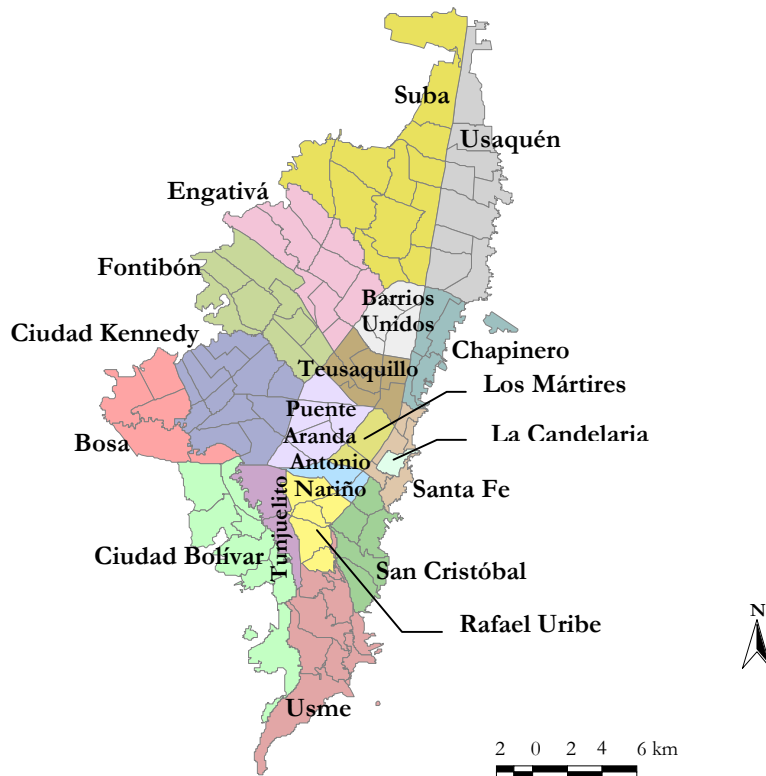 Suba
Usaquén
Engativá
Fontibón
Barrios
Unidos
Ciudad Kennedy
Chapinero
Teusaquillo
Los Mártires
Puente
Aranda
La Candelaria
Bosa
Antonio
Nariño
Santa Fe
Tunjuelito
Ciudad Bolívar
San Cristóbal
Rafael Uribe
N
Usme
2 0 2 4 6 km